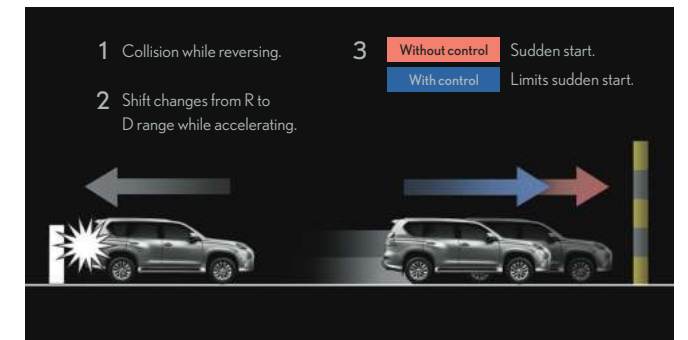 1 Collision while reversing.
2 Shift changes from R to
D range while accelerating.
3 Without control Sudden start.
With control Limits sudden start.